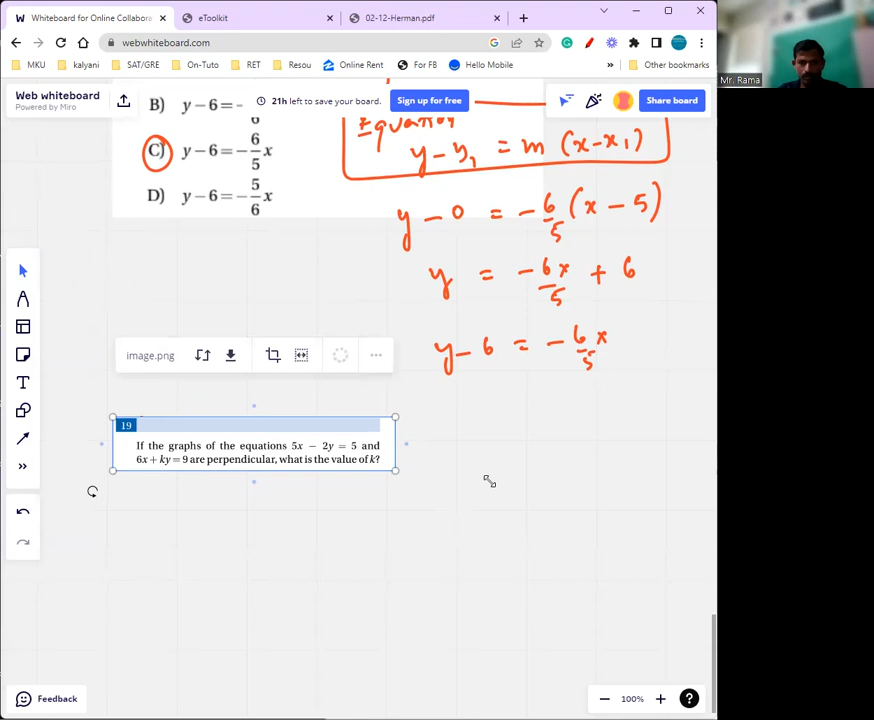 Whiteboard for Online Collabora
eToolkit
02-12-Herman.pdf
webwhiteboard.com
MKU
kalyani
SAT/GRE
On-Tuto
RET
Resou
Online Rent
For FB
Hello Mobile
Other bookmarks
Mr. Rama
Web whiteboard
Powered by Miro
21h left to save your board.
Sign up for free
Share board
B) y − 6 = -
C) y − 6 = − 6/5 x
D) y − 6 = − 5/6 x
Equation
y − y₁ = m (x − x₁)
y − 0 = − 6/5 (x − 5)
y = − 6x/5 + 6
y − 6 = − 6/5 x
image.png
19
If the graphs of the equations 5x − 2y = 5 and
6x + ky = 9 are perpendicular, what is the value of k?
Feedback
100%